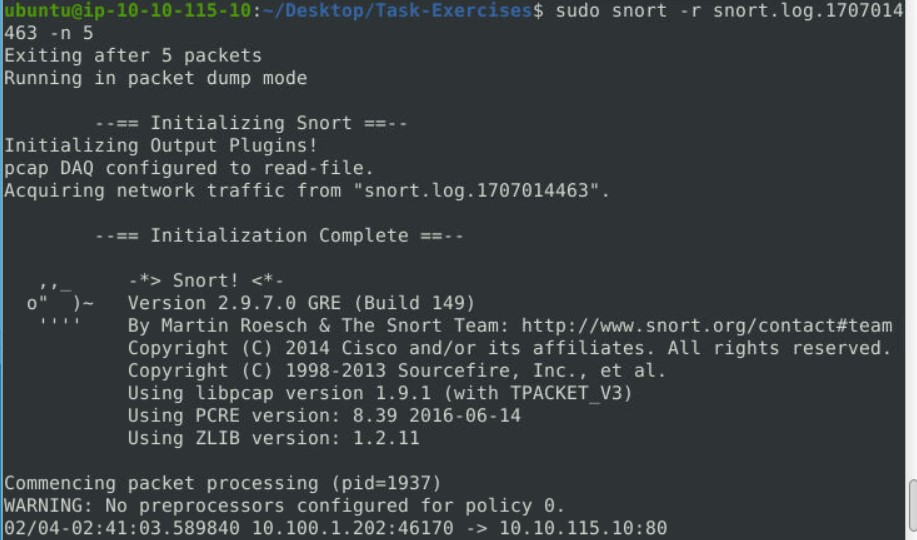 ubuntu@ip-10-10-115-10:~/Desktop/Task-Exercises$ sudo snort -r snort.log.1707014
463 -n 5
Exiting after 5 packets
Running in packet dump mode

        --== Initializing Snort ==--
Initializing Output Plugins!
pcap DAQ configured to read-file.
Acquiring network traffic from "snort.log.1707014463".

        --== Initialization Complete ==--

   ,,_     -*> Snort! <*-
  o"  )~   Version 2.9.7.0 GRE (Build 149)
   ''''    By Martin Roesch & The Snort Team: http://www.snort.org/contact#team
           Copyright (C) 2014 Cisco and/or its affiliates. All rights reserved.
           Copyright (C) 1998-2013 Sourcefire, Inc., et al.
           Using libpcap version 1.9.1 (with TPACKET_V3)
           Using PCRE version: 8.39 2016-06-14
           Using ZLIB version: 1.2.11

Commencing packet processing (pid=1937)
WARNING: No preprocessors configured for policy 0.
02/04-02:41:03.589840 10.100.1.202:46170 -> 10.10.115.10:80